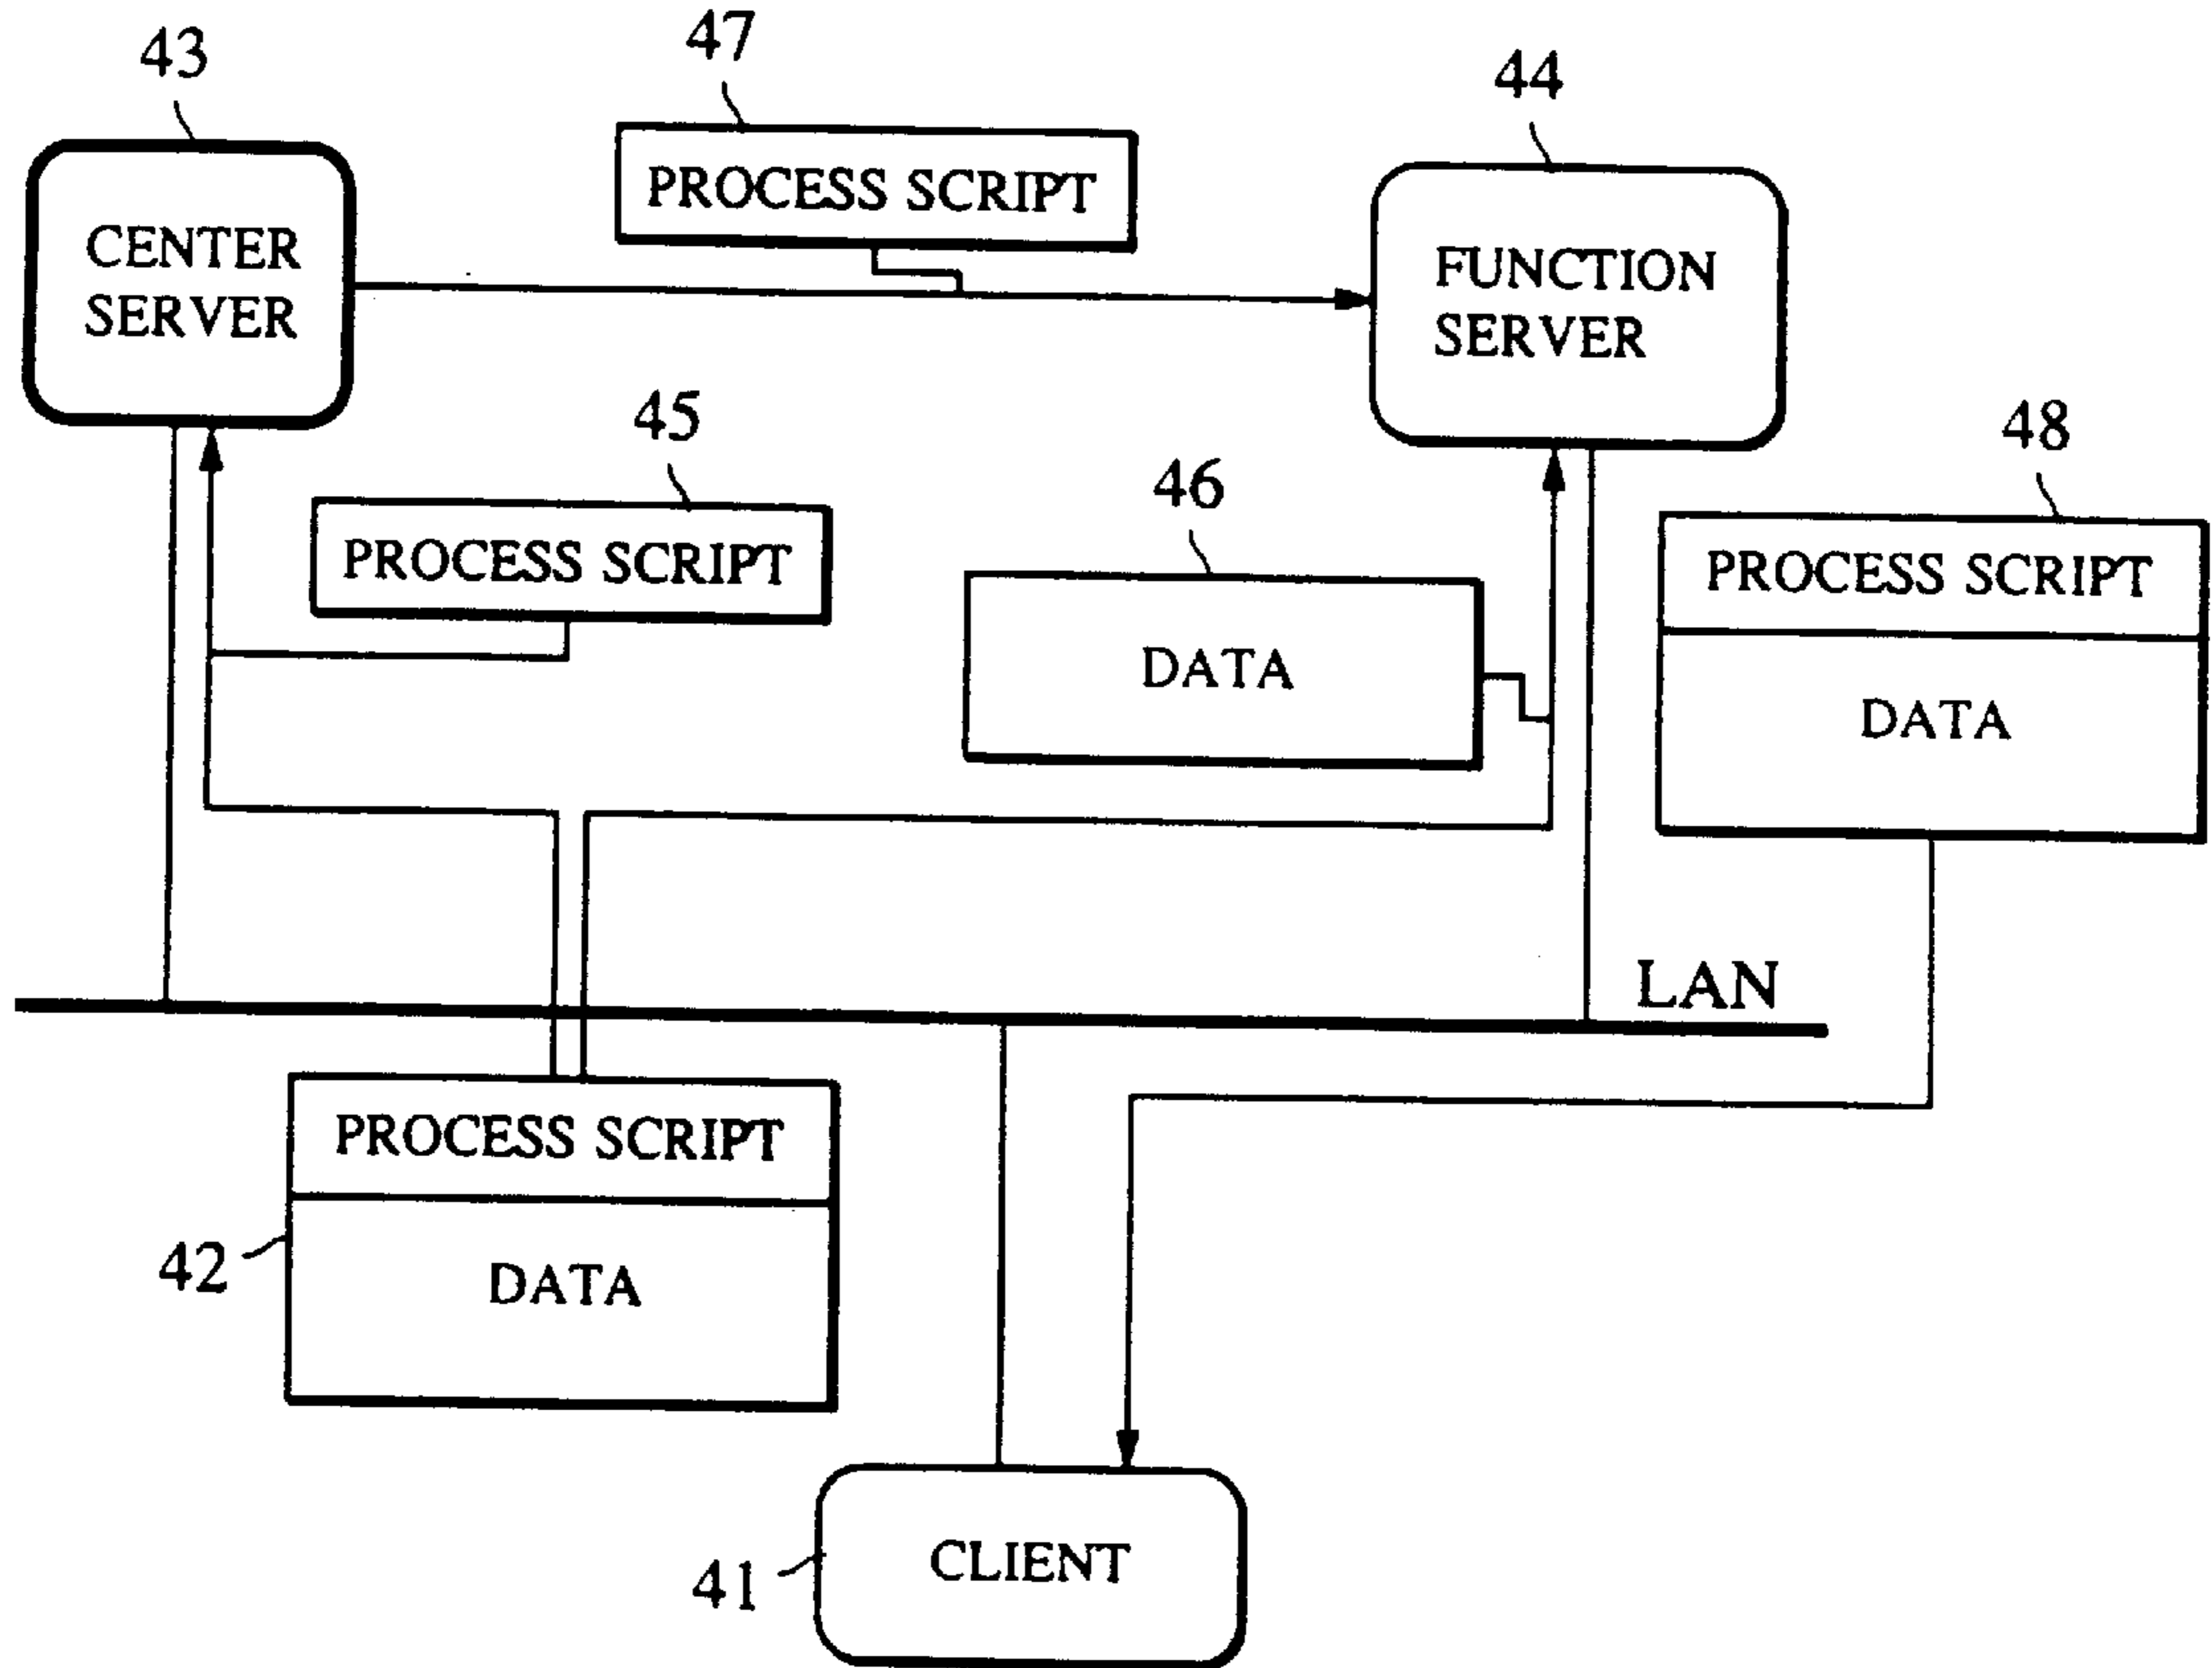 43
47
44
PROCESS SCRIPT
CENTER
SERVER
FUNCTION
SERVER
45
48
46
PROCESS SCRIPT
PROCESS SCRIPT
DATA
DATA
LAN
PROCESS SCRIPT
42
DATA
41
CLIENT